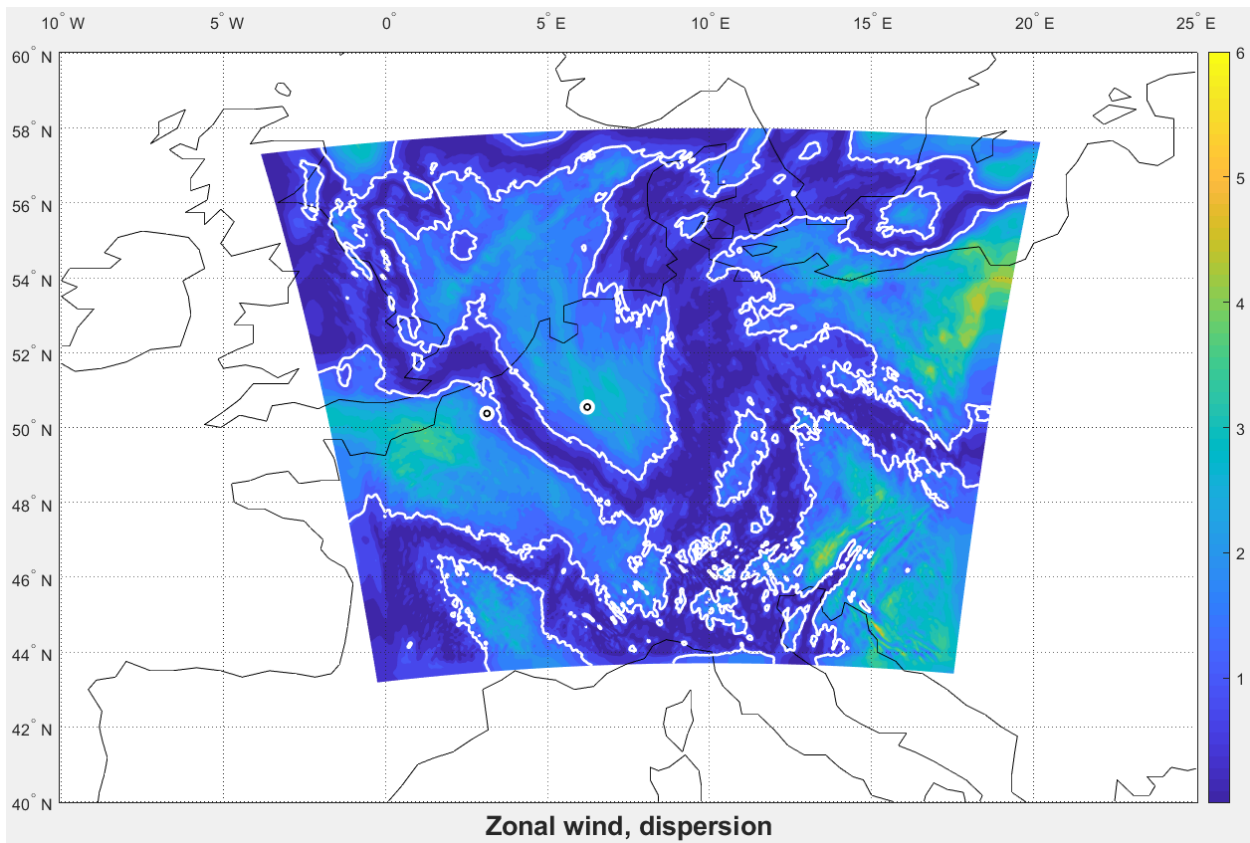 10° W 5° W 0° 5° E 10° E 15° E 20° E 25° E
60° N 6
58° N
5
56° N
54° N 4
52° N
3
50° N
48° N
2
46° N
44° N 1
42° N
40° N
Zonal wind, dispersion